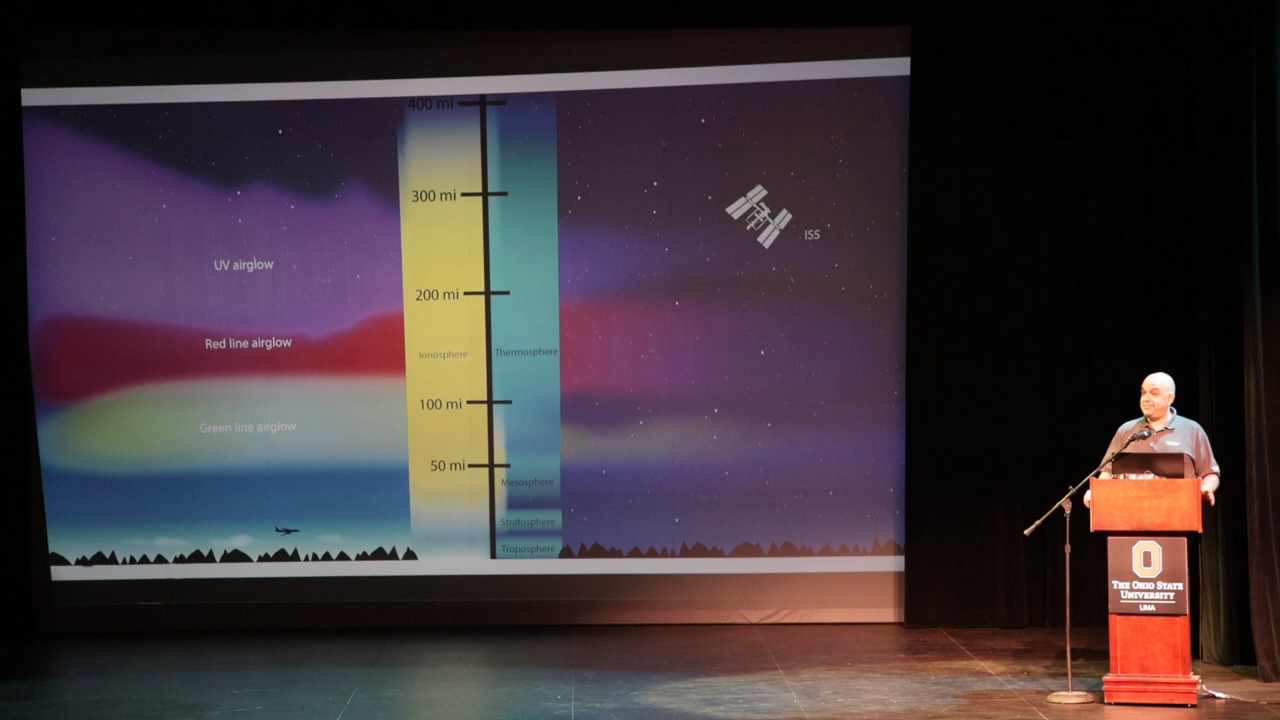 400 mi
300 mi
ISS
UV airglow
200 mi
Red line airglow
Ionosphere
Thermosphere
100 mi
Green line airglow
50 mi
Mesosphere
Stratosphere
Troposphere
O
THE OHIO STATE
UNIVERSITY
LIMA